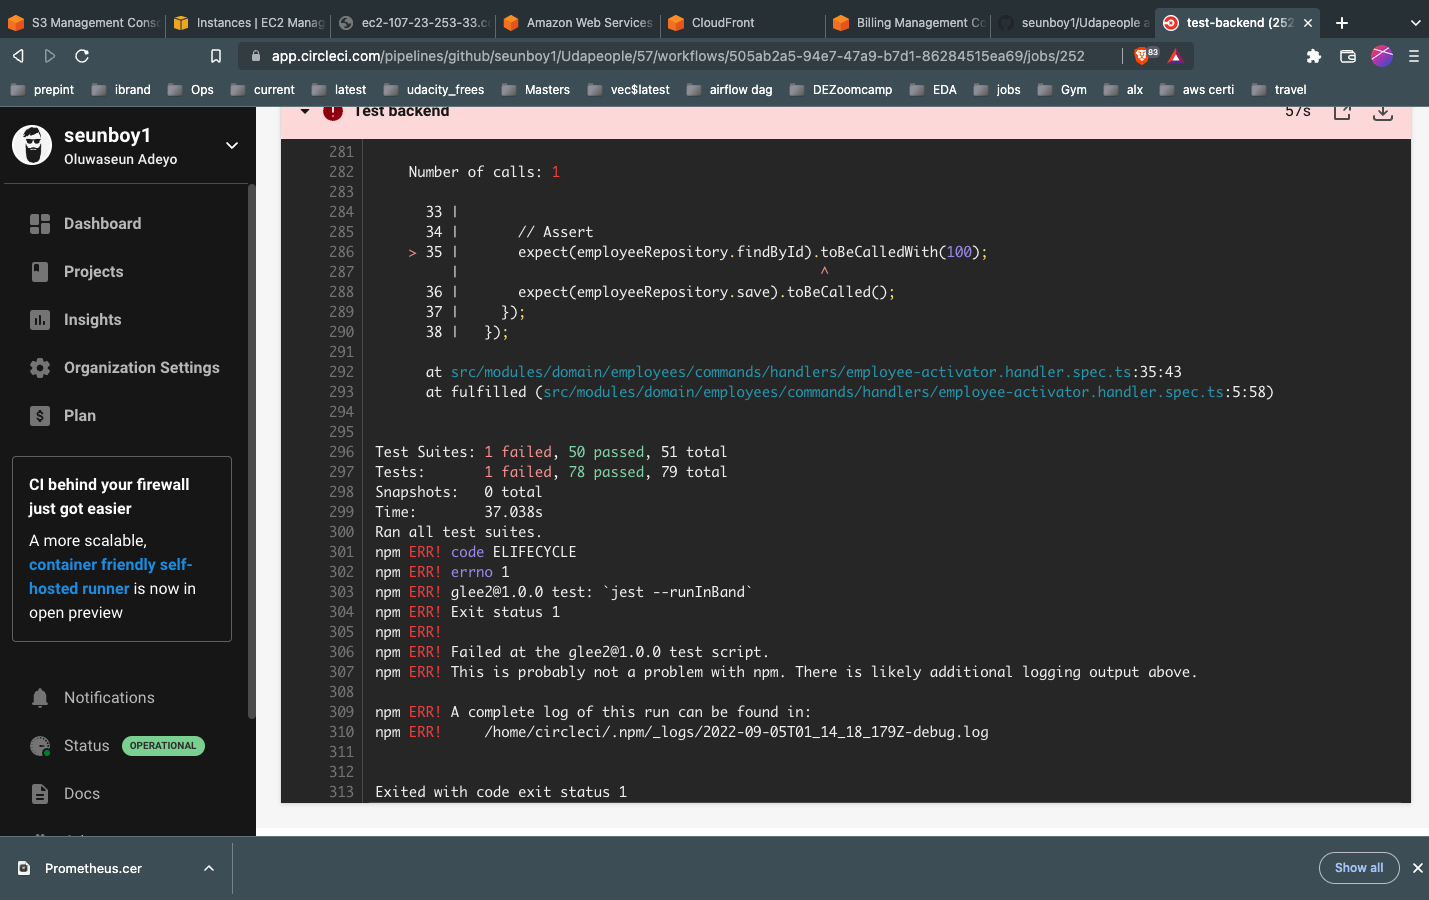 S3 Management Cons
Instances | EC2 Manag
ec2-107-23-253-33.c
Amazon Web Services
CloudFront
Billing Management C
seunboy1/Udapeople a
test-backend (252
app.circleci.com/pipelines/github/seunboy1/Udapeople/57/workflows/505ab2a5-94e7-47a9-b7d1-86284515ea69/jobs/252
83
prepint ibrand Ops current latest udacity_frees Masters vec$latest airflow dag DEZoomcamp EDA jobs Gym alx aws certi travel
seunboy1
Oluwaseun Adeyo
Dashboard
Projects
Insights
Organization Settings
Plan
CI behind your firewall
just got easier
A more scalable,
container friendly self-
hosted runner is now in
open preview
Notifications
Status OPERATIONAL
Docs
Test backend 57s
281
282 Number of calls: 1
283
284 33 |
285 34 | // Assert
286 > 35 | expect(employeeRepository.findById).toBeCalledWith(100);
287 | ^
288 36 | expect(employeeRepository.save).toBeCalled();
289 37 | });
290 38 | });
291
292 at src/modules/domain/employees/commands/handlers/employee-activator.handler.spec.ts:35:43
293 at fulfilled (src/modules/domain/employees/commands/handlers/employee-activator.handler.spec.ts:5:58)
294
295
296 Test Suites: 1 failed, 50 passed, 51 total
297 Tests: 1 failed, 78 passed, 79 total
298 Snapshots: 0 total
299 Time: 37.038s
300 Ran all test suites.
301 npm ERR! code ELIFECYCLE
302 npm ERR! errno 1
303 npm ERR! glee2@1.0.0 test: `jest --runInBand`
304 npm ERR! Exit status 1
305 npm ERR!
306 npm ERR! Failed at the glee2@1.0.0 test script.
307 npm ERR! This is probably not a problem with npm. There is likely additional logging output above.
308
309 npm ERR! A complete log of this run can be found in:
310 npm ERR! /home/circleci/.npm/_logs/2022-09-05T01_14_18_179Z-debug.log
311
312
313 Exited with code exit status 1
Prometheus.cer
Show all